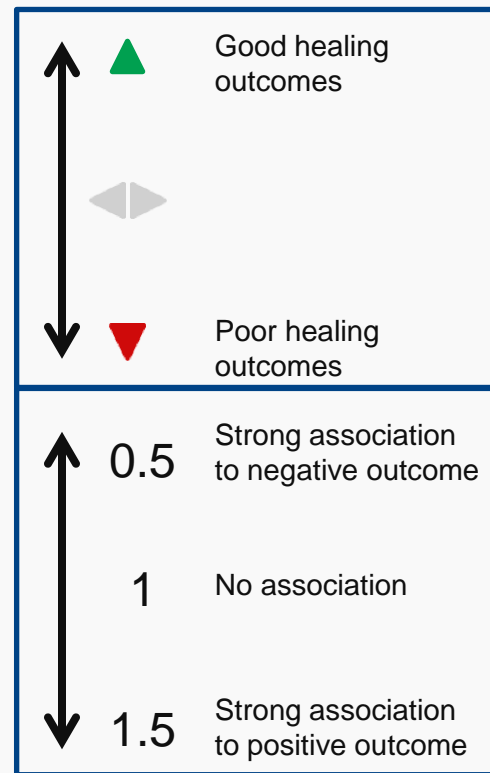 Good healing
outcomes
Poor healing
outcomes
0.5
Strong association
to negative outcome
1
No association
1.5
Strong association
to positive outcome